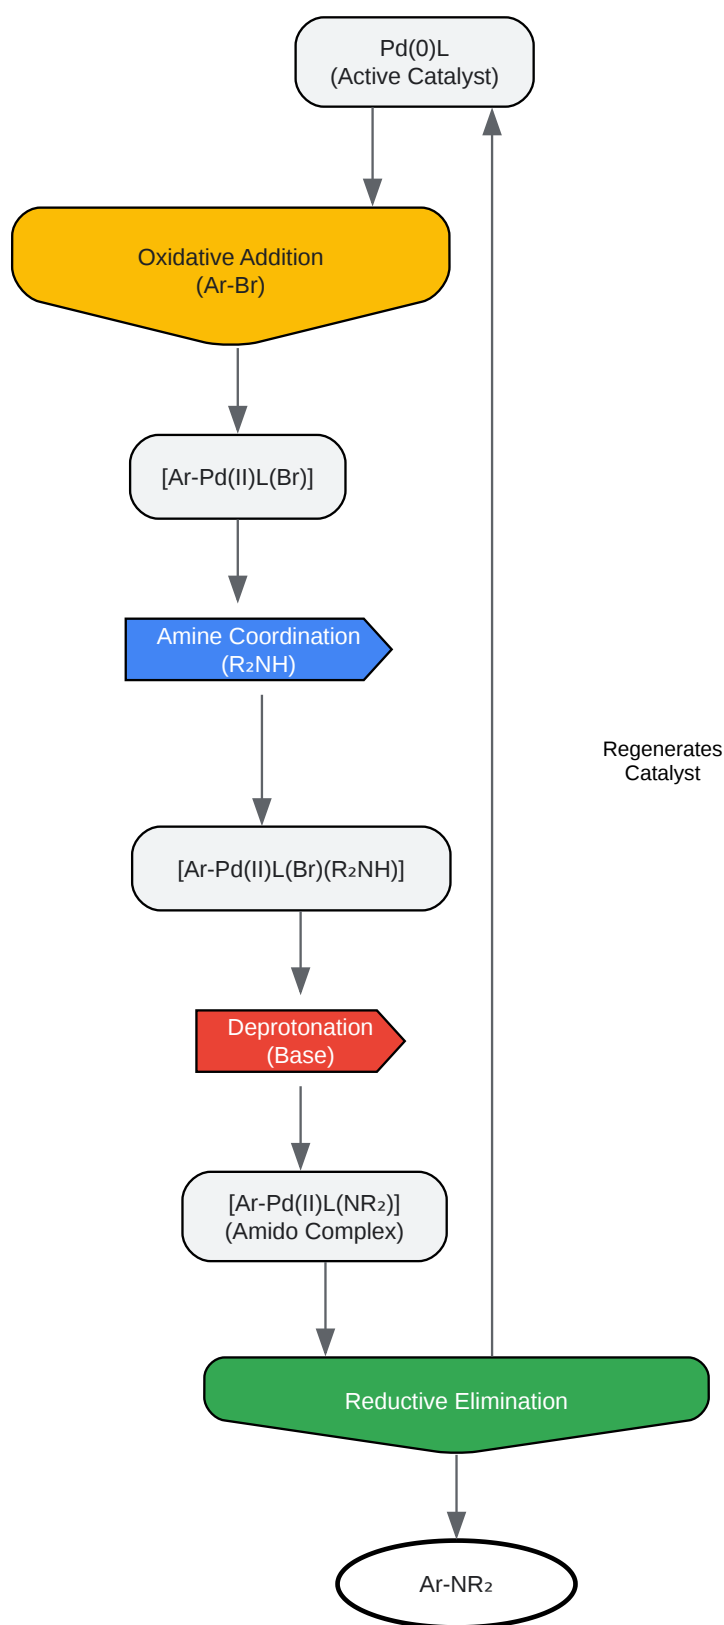 Pd(0)L
(Active Catalyst)
Oxidative Addition
(Ar-Br)
[Ar-Pd(II)L(Br)]
Amine Coordination
(R₂NH)
Regenerates
Catalyst
[Ar-Pd(II)L(Br)(R₂NH)]
Deprotonation
(Base)
[Ar-Pd(II)L(NR₂)]
(Amido Complex)
Reductive Elimination
Ar-NR₂